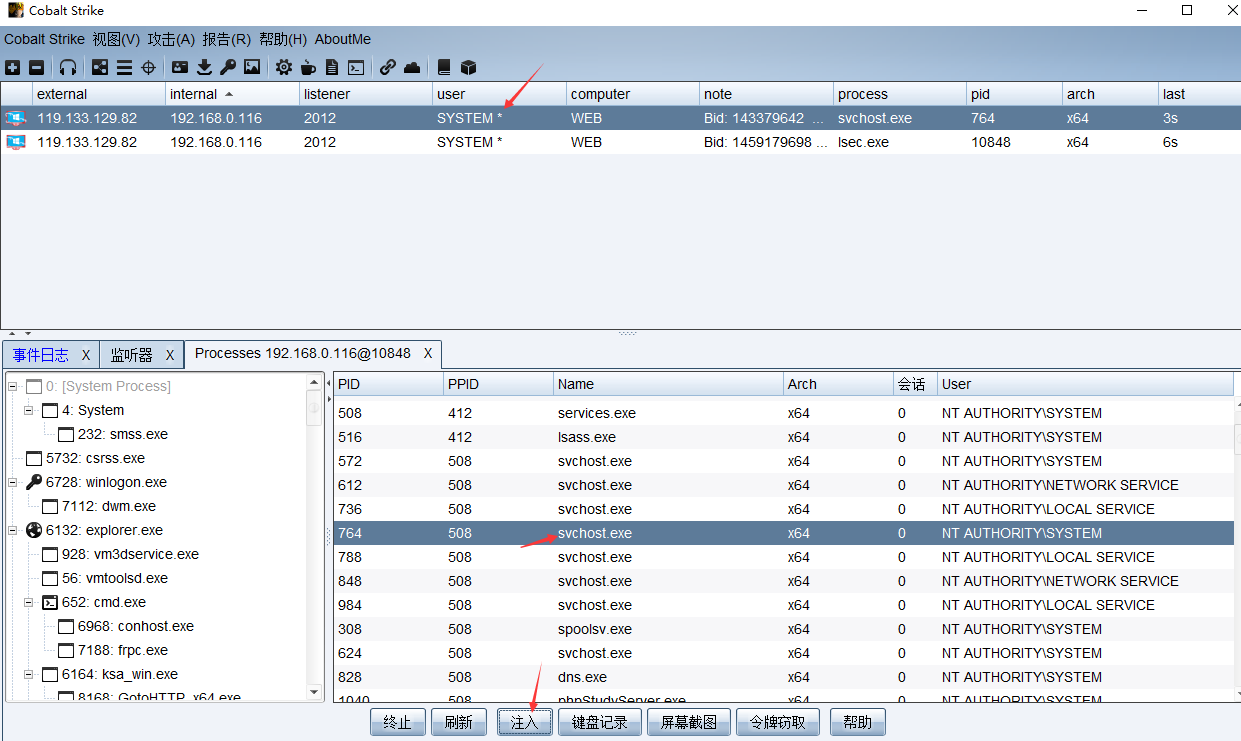 Cobalt Strike
Cobalt Strike 视图(V) 攻击(A) 报告(R) 帮助(H) AboutMe
external internal listener user computer note process pid arch last
119.133.129.82 192.168.0.116 2012 SYSTEM * WEB Bid: 143379642 ... svchost.exe 764 x64 3s
119.133.129.82 192.168.0.116 2012 SYSTEM * WEB Bid: 1459179698 ... lsec.exe 10848 x64 6s
事件日志 X 监听器 X Processes 192.168.0.116@10848 X
0: [System Process]
4: System
232: smss.exe
5732: csrss.exe
6728: winlogon.exe
7112: dwm.exe
6132: explorer.exe
928: vm3dservice.exe
56: vmtoolsd.exe
652: cmd.exe
6968: conhost.exe
7188: frpc.exe
6164: ksa_win.exe
8168: GotoHTTP_x64.exe
PID PPID Name Arch 会话 User
508 412 services.exe x64 0 NT AUTHORITY\SYSTEM
516 412 lsass.exe x64 0 NT AUTHORITY\SYSTEM
572 508 svchost.exe x64 0 NT AUTHORITY\SYSTEM
612 508 svchost.exe x64 0 NT AUTHORITY\NETWORK SERVICE
736 508 svchost.exe x64 0 NT AUTHORITY\LOCAL SERVICE
764 508 svchost.exe x64 0 NT AUTHORITY\SYSTEM
788 508 svchost.exe x64 0 NT AUTHORITY\LOCAL SERVICE
848 508 svchost.exe x64 0 NT AUTHORITY\NETWORK SERVICE
984 508 svchost.exe x64 0 NT AUTHORITY\LOCAL SERVICE
308 508 spoolsv.exe x64 0 NT AUTHORITY\SYSTEM
624 508 svchost.exe x64 0 NT AUTHORITY\SYSTEM
828 508 dns.exe x64 0 NT AUTHORITY\SYSTEM
1040 508 phpStudyServer.exe x64 0 NT AUTHORITY\SYSTEM
终止 刷新 注入 键盘记录 屏幕截图 令牌窃取 帮助